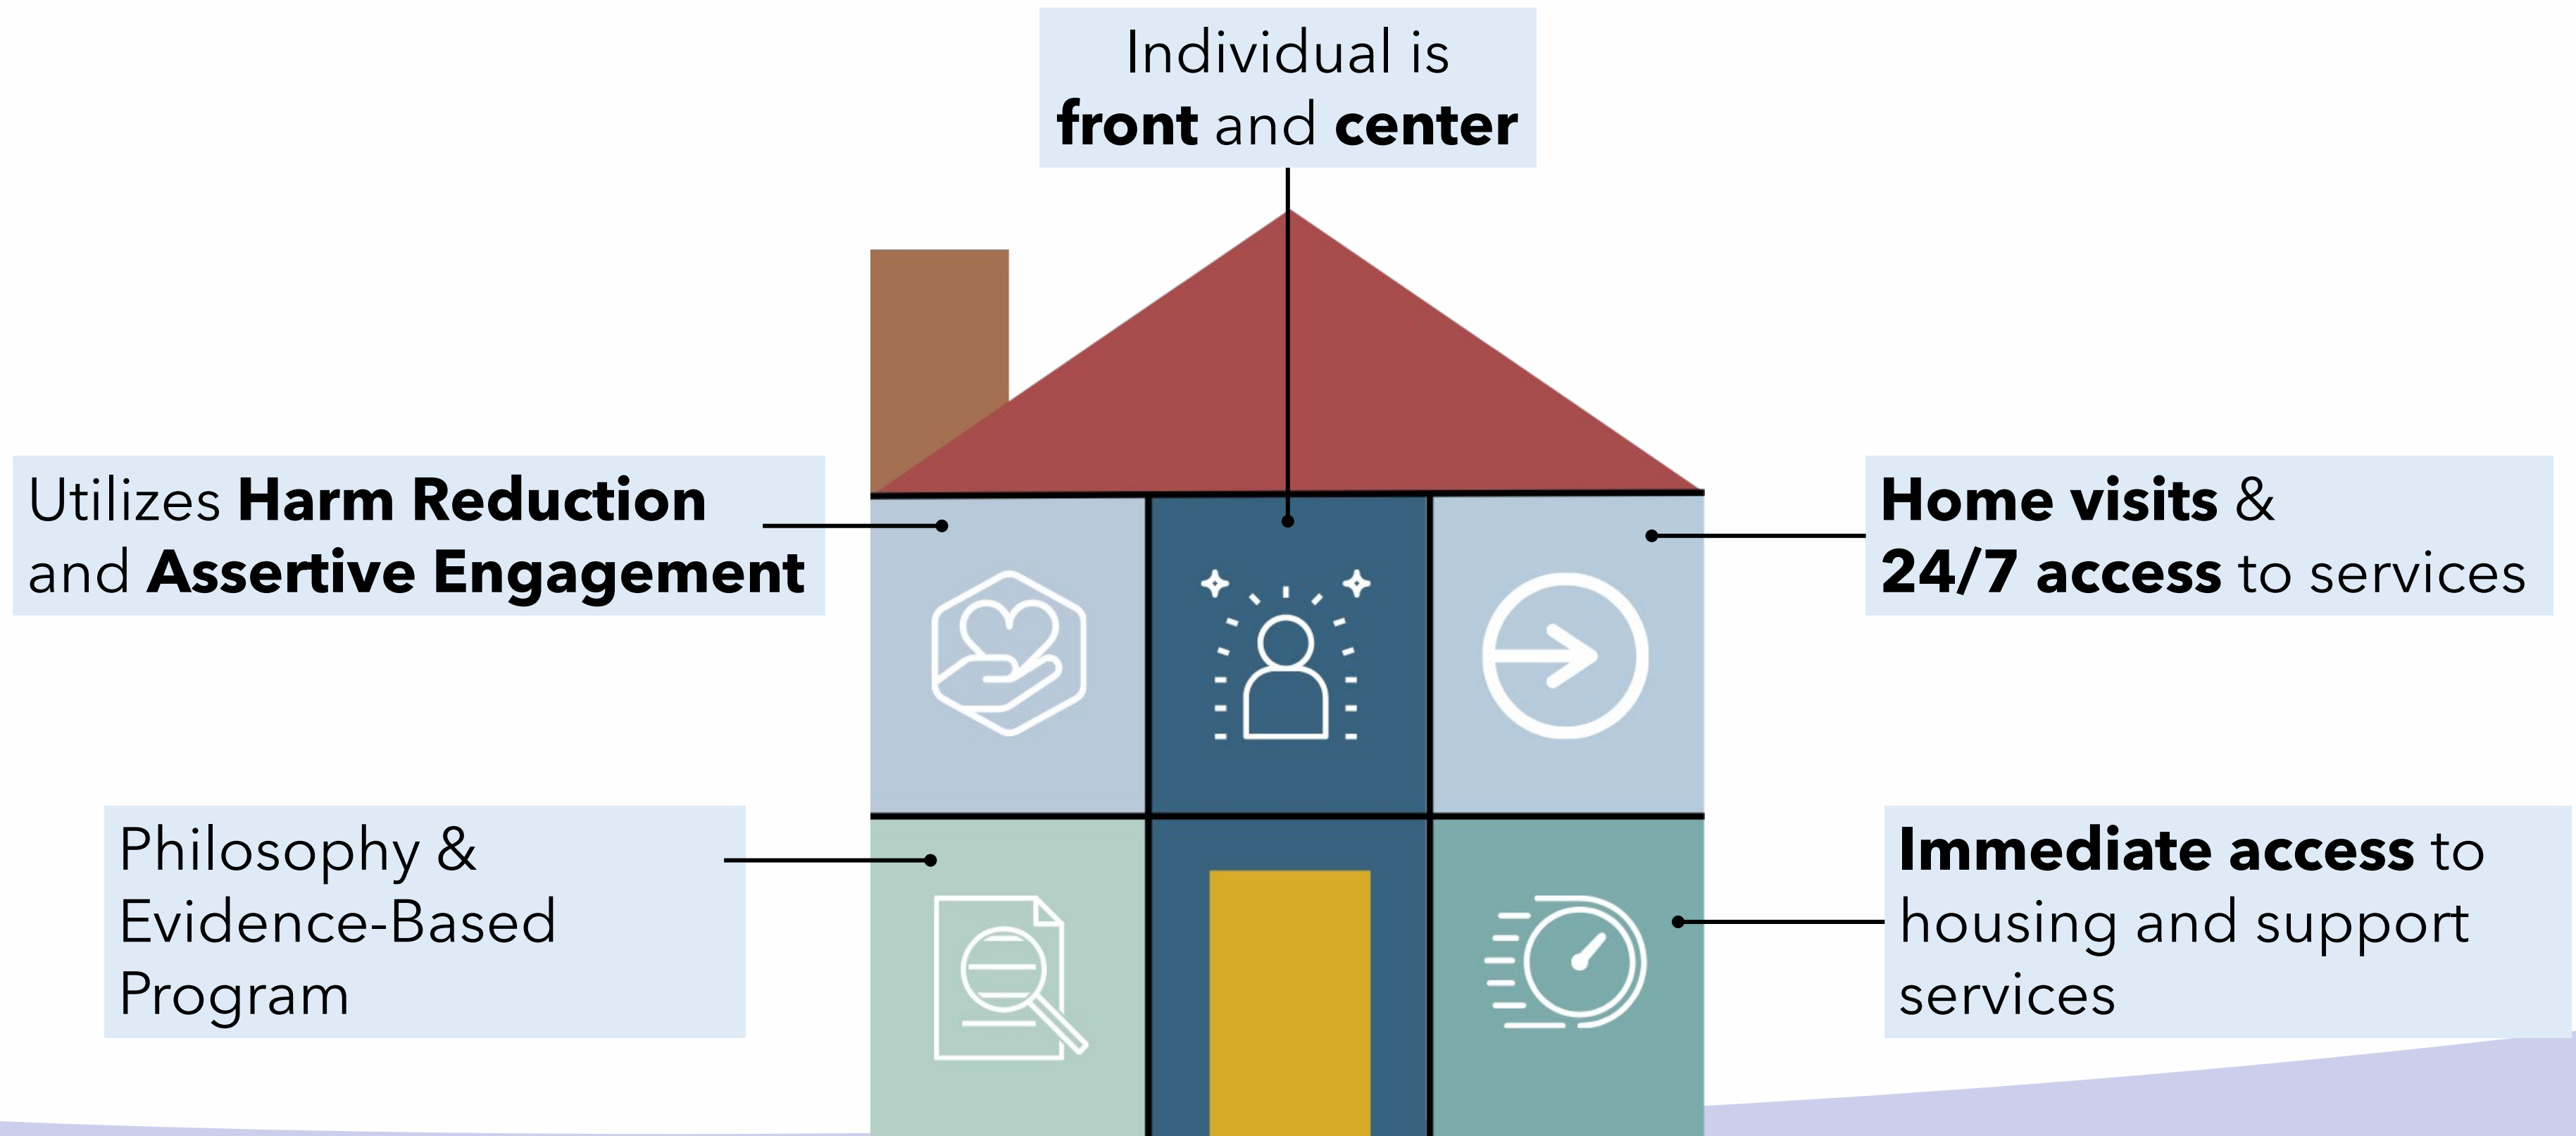 Individual is
front and center
Utilizes Harm Reduction
and Assertive Engagement
Home visits &
24/7 access to services
Philosophy &
Evidence-Based
Program
Immediate access to
housing and support
services